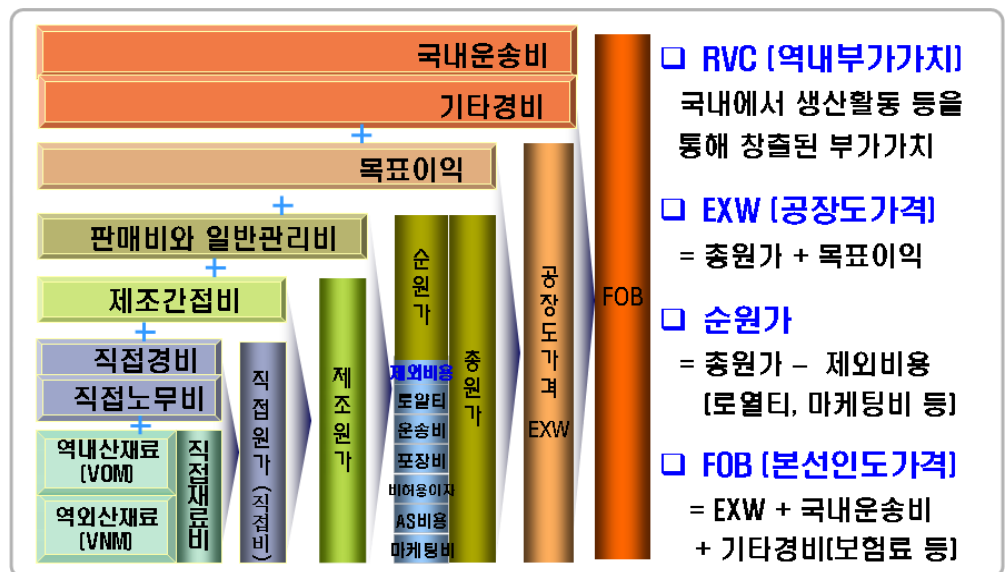 국내운송비
기타경비
목표이익
판매비와 일반관리비
제조간접비
직접경비
직접노무비
역내산재료
(VOM)
역외산재료
(VNM)
직접재료비
직접원가 (직접비)
제조원가
순원가
제외비용
토얄티
운송비
포장비
비허용이자
AS비용
마케팅비
총원가
공장도가격
EXW
FOB
❑ RVC (역내부가가치)
국내에서 생산활동 등을
통해 창출된 부가가치
❑ EXW (공장도가격)
= 총원가 + 목표이익
❑ 순원가
= 총원가 – 제외비용
(로열티, 마케팅비 등)
❑ FOB (본선인도가격)
= EXW + 국내운송비
+ 기타경비(보험료 등)